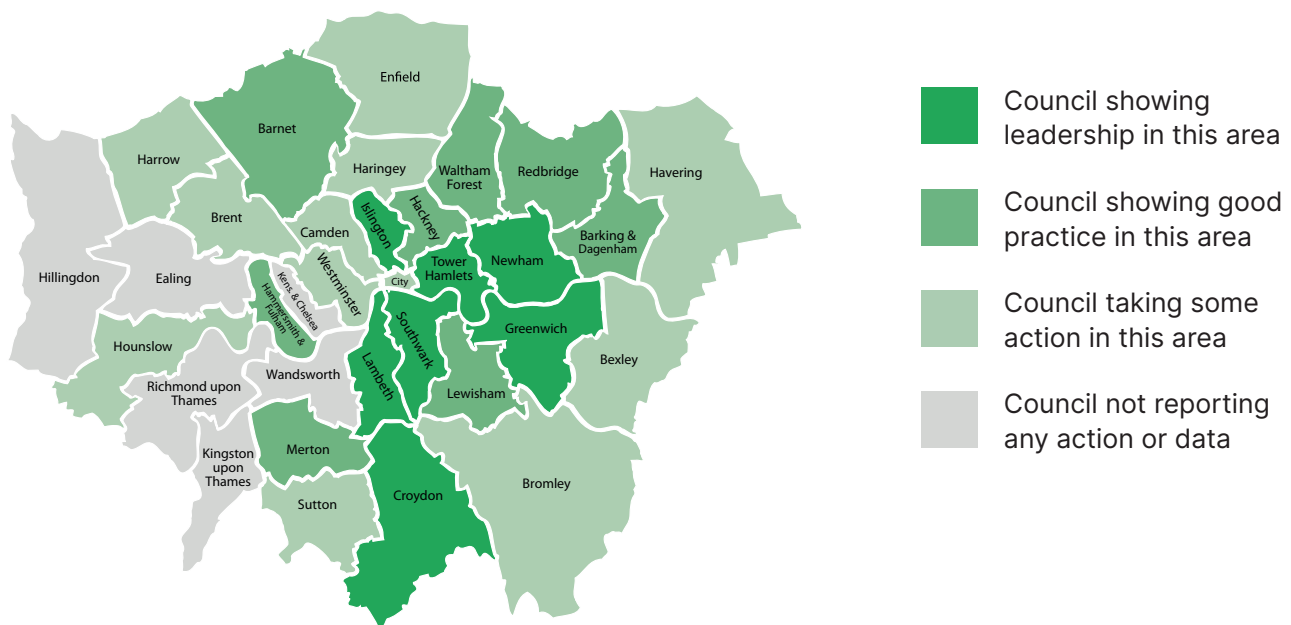 Enfield
Barnet
Harrow
Haringey
Waltham
Forest
Redbridge
Havering
Brent
Camden
Islington
Hackney
Barking &
Dagenham
Hillingdon
Ealing
Kens. & Chelsea
Westminster
City
Tower
Hamlets
Newham
Hammersmith &
Fulham
Hounslow
Southwark
Greenwich
Bexley
Richmond upon
Thames
Wandsworth
Lambeth
Lewisham
Merton
Kingston
upon
Thames
Sutton
Croydon
Bromley
Council showing
leadership in this area
Council showing good
practice in this area
Council taking some
action in this area
Council not reporting
any action or data